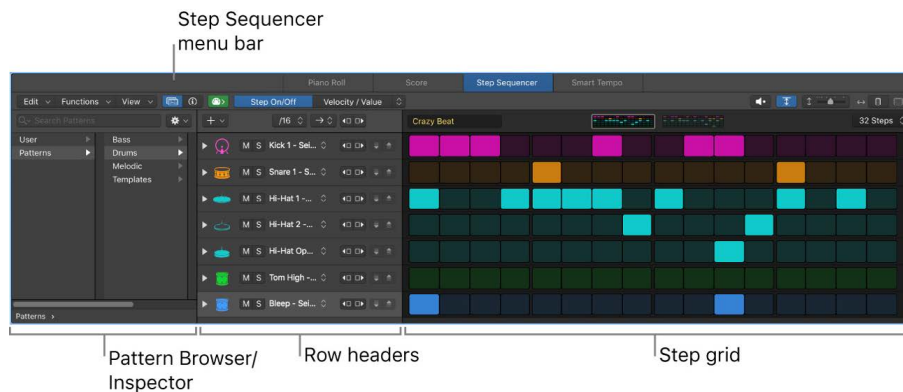 Step Sequencer
menu bar
Piano Roll Score Step Sequencer Smart Tempo
Edit Functions View Step On/Off Velocity / Value
Search Patterns /16 Crazy Beat 32 Steps
User Bass M S Kick 1 - Sei...
Patterns Drums
Melodic M S Snare 1 - S...
Templates
M S Hi-Hat 1 -...
M S Hi-Hat 2 -...
M S Hi-Hat Op...
M S Tom High -...
M S Bleep - Sei...
Patterns
Pattern Browser/ Row headers Step grid
Inspector